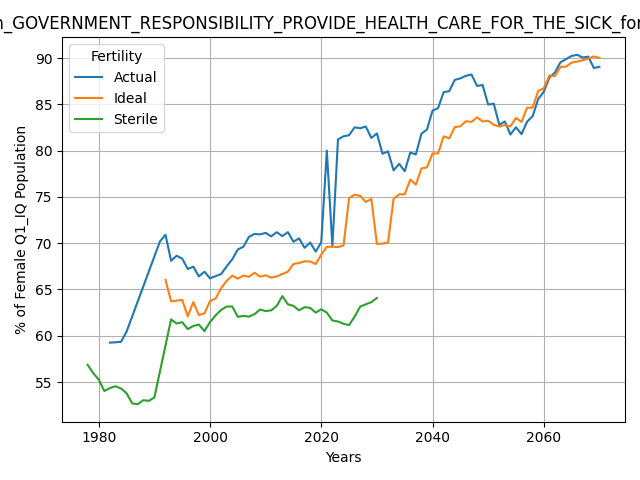 _GOVERNMENT_RESPONSIBILITY_PROVIDE_HEALTH_CARE_FOR_THE_SICK_for
Fertility
Actual
Ideal
Sterile
% of Female Q1_IQ Population
90
85
80
75
70
65
60
55
1980
2000
2020
2040
2060
Years